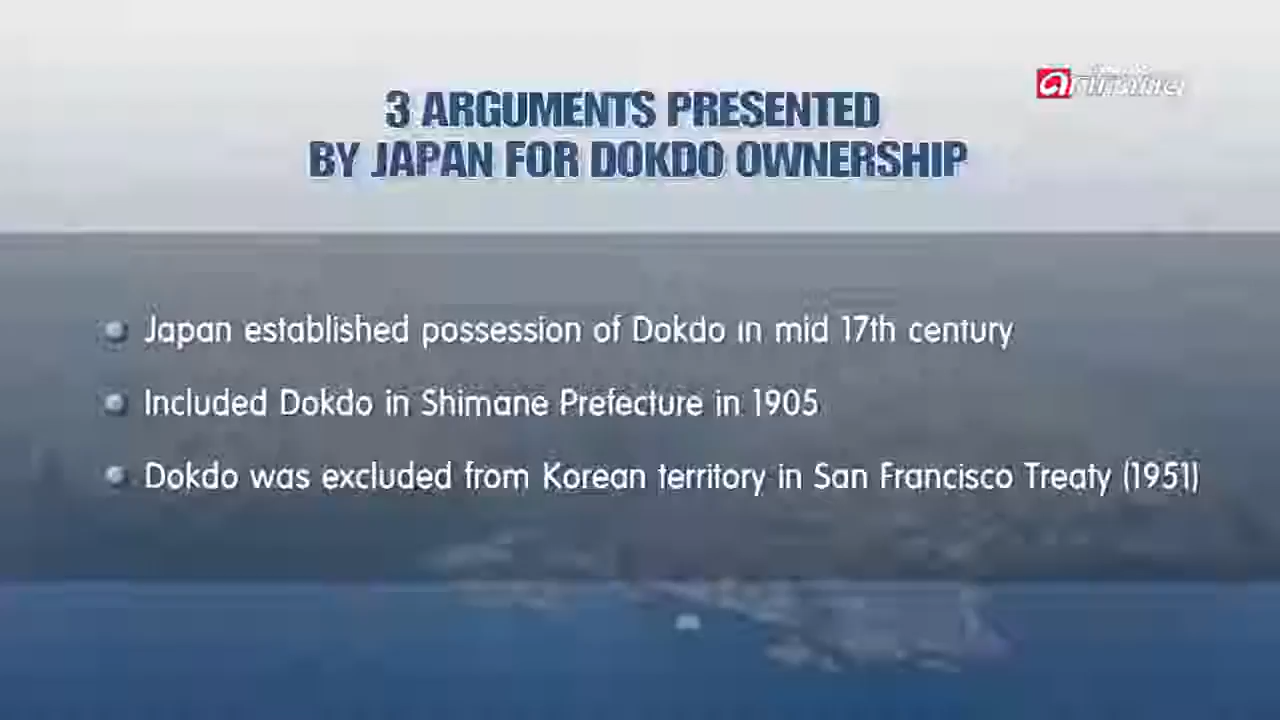 3 ARGUMENTS PRESENTED
BY JAPAN FOR DOKDO OWNERSHIP
Japan established possession of Dokdo in mid 17th century
Included Dokdo in Shimane Prefecture in 1905
Dokdo was excluded from Korean territory in San Francisco Treaty (1951)